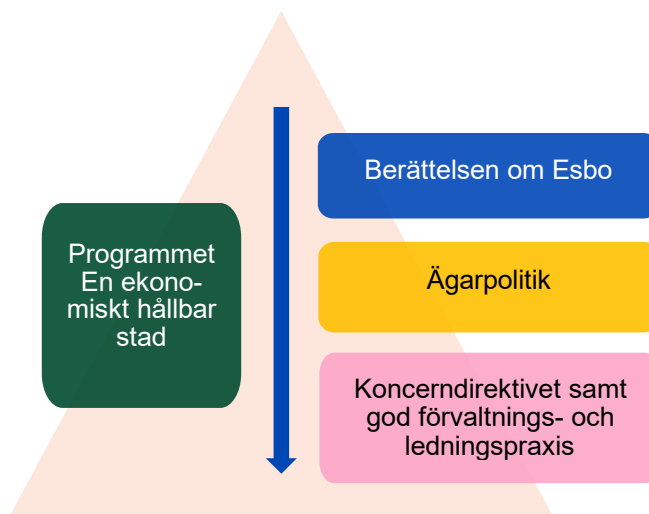 Programmet
En ekono-
miskt hållbar
stad
Berättelsen om Esbo
Ägarpolitik
Koncerndirektivet samt
god förvaltnings- och
ledningspraxis